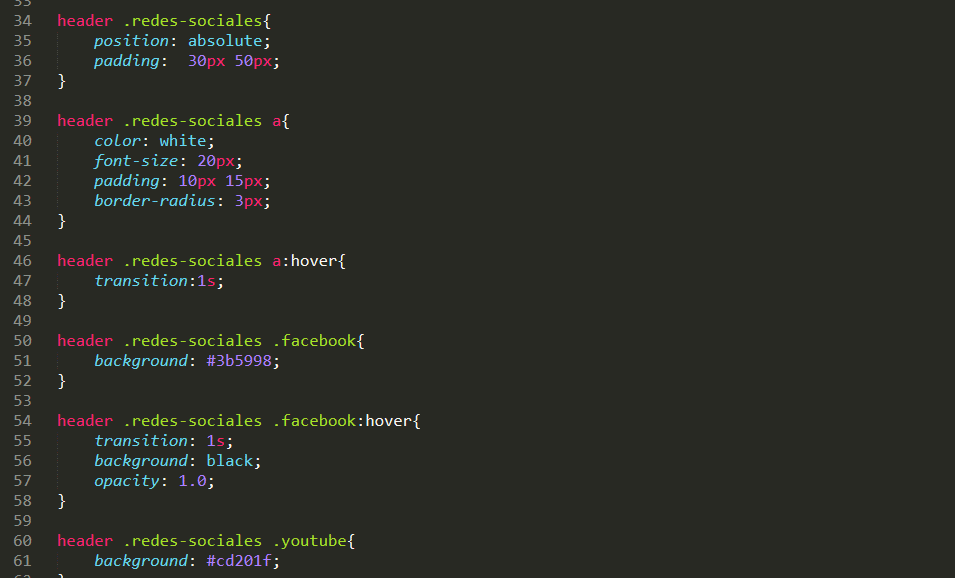 34 header .redes-sociales{
35 position: absolute;
36 padding:  30px 50px;
37 }
38
39 header .redes-sociales a{
40 color: white;
41 font-size: 20px;
42 padding: 10px 15px;
43 border-radius: 3px;
44 }
45
46 header .redes-sociales a:hover{
47 transition:1s;
48 }
49
50 header .redes-sociales .facebook{
51 background: #3b5998;
52 }
53
54 header .redes-sociales .facebook:hover{
55 transition: 1s;
56 background: black;
57 opacity: 1.0;
58 }
59
60 header .redes-sociales .youtube{
61 background: #cd201f;